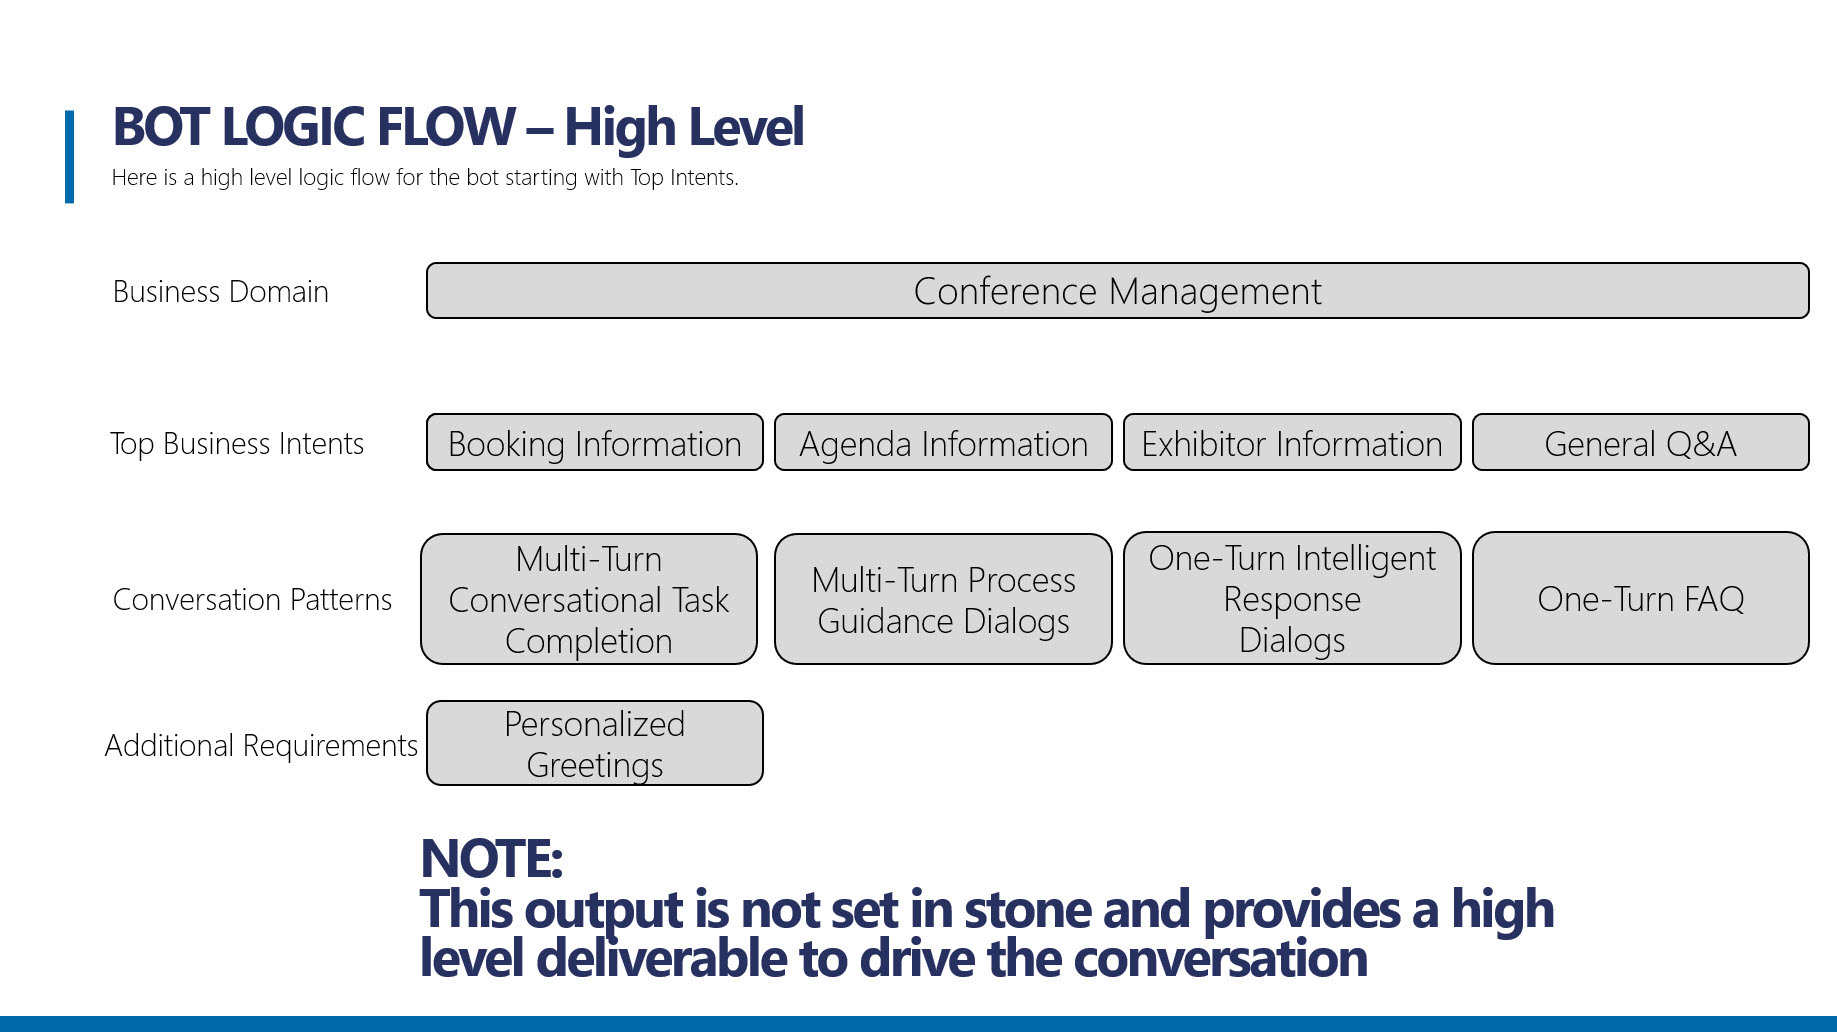 BOT LOGIC FLOW – High Level
Here is a high level logic flow for the bot starting with Top Intents.
Business Domain
Conference Management
Top Business Intents
Booking Information
Agenda Information
Exhibitor Information
General Q&A
Conversation Patterns
Multi-Turn
Conversational Task
Completion
Multi-Turn Process
Guidance Dialogs
One-Turn Intelligent
Response
Dialogs
One-Turn FAQ
Additional Requirements
Personalized
Greetings
NOTE:
This output is not set in stone and provides a high
level deliverable to drive the conversation